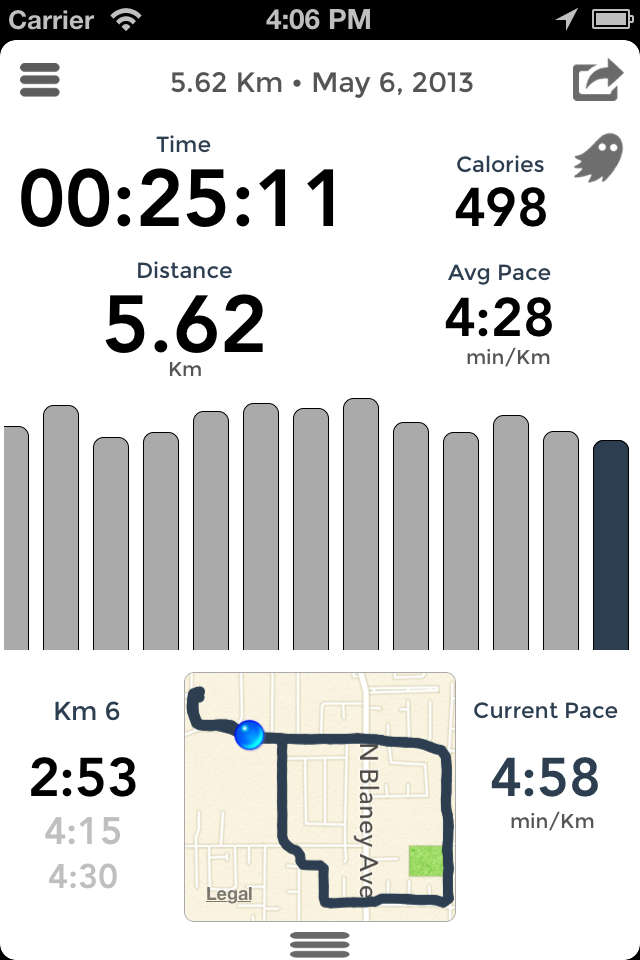 Carrier 4:06 PM
5.62 Km • May 6, 2013
Time
00:25:11
Calories
498
Distance
5.62
Km
Avg Pace
4:28
min/Km
Km 6
2:53
4:15
4:30
N Blaney Ave
Legal
Current Pace
4:58
min/Km